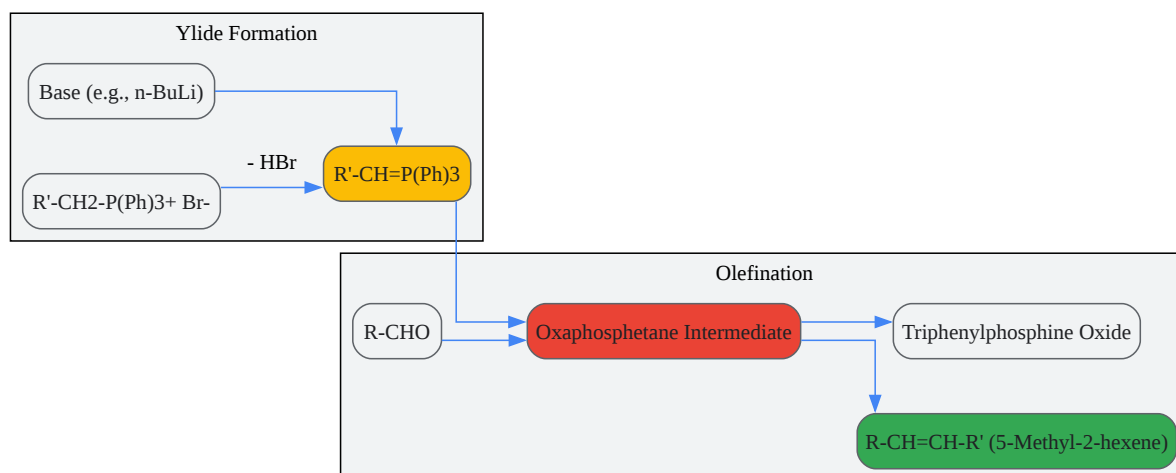 Ylide Formation
Base (e.g., n-BuLi)
- HBr
R'-CH=P(Ph)3
R'-CH2-P(Ph)3+ Br-
Olefination
R-CHO
Oxaphosphetane Intermediate
Triphenylphosphine Oxide
R-CH=CH-R' (5-Methyl-2-hexene)